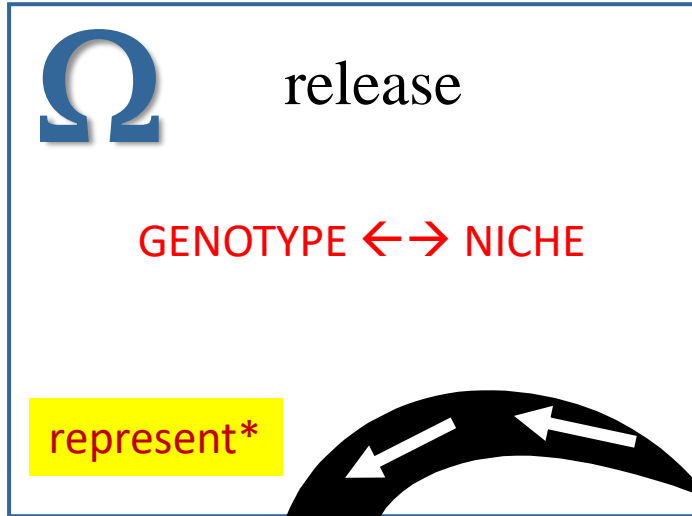 Ω
release
GENOTYPE ←→ NICHE
represent*